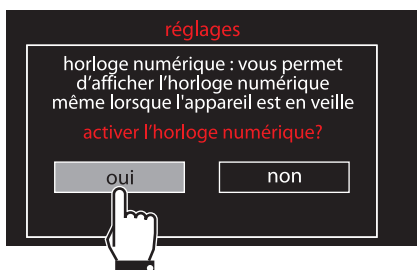 réglages
horloge numérique : vous permet
d’afficher l’horloge numérique
même lorsque l'appareil est en veille
activer l’horloge numérique?
oui
non